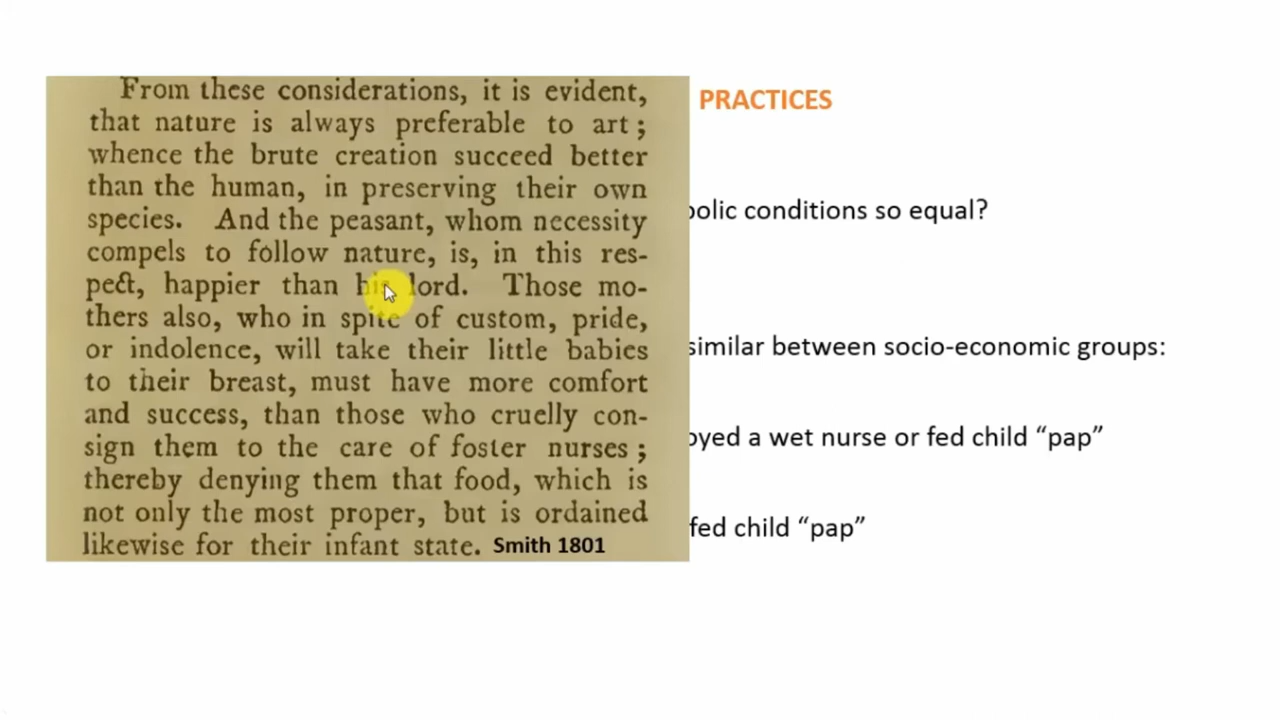 From these considerations, it is evident,
that nature is always preferable to art;
whence the brute creation succeed better
than the human, in preserving their own
species. And the peasant, whom necessity
compels to follow nature, is, in this res-
pect, happier than his lord. Those mo-
thers also, who in spite of custom, pride,
or indolence, will take their little babies
to their breast, must have more comfort
and success, than those who cruelly con-
sign them to the care of foster nurses;
thereby denying them that food, which is
not only the most proper, but is ordained
likewise for their infant state. Smith 1801
PRACTICES
conditions so equal?
similar between socio-economic groups:
a wet nurse or fed child “pap”
fed child “pap”